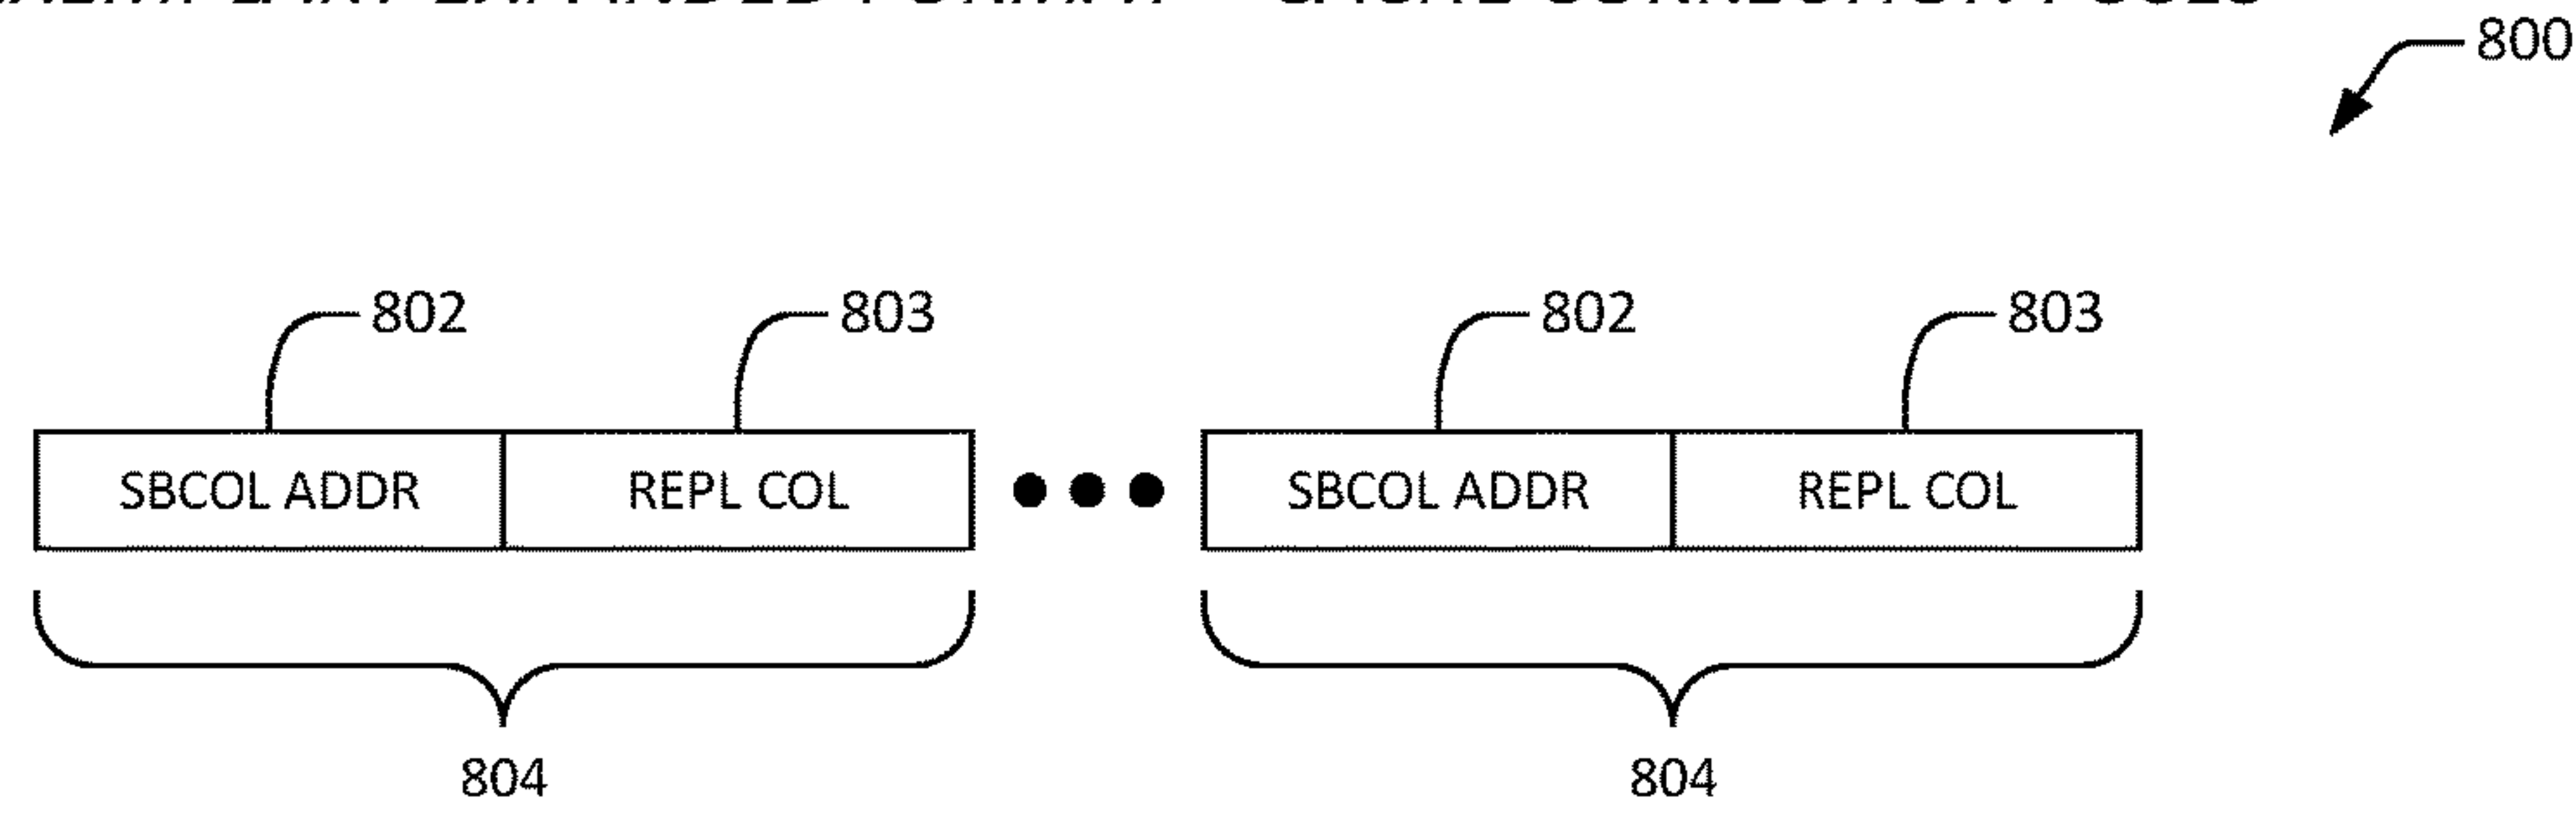 800
802 803 802 803
SBCOL ADDR REPL COL SBCOL ADDR REPL COL
804 804